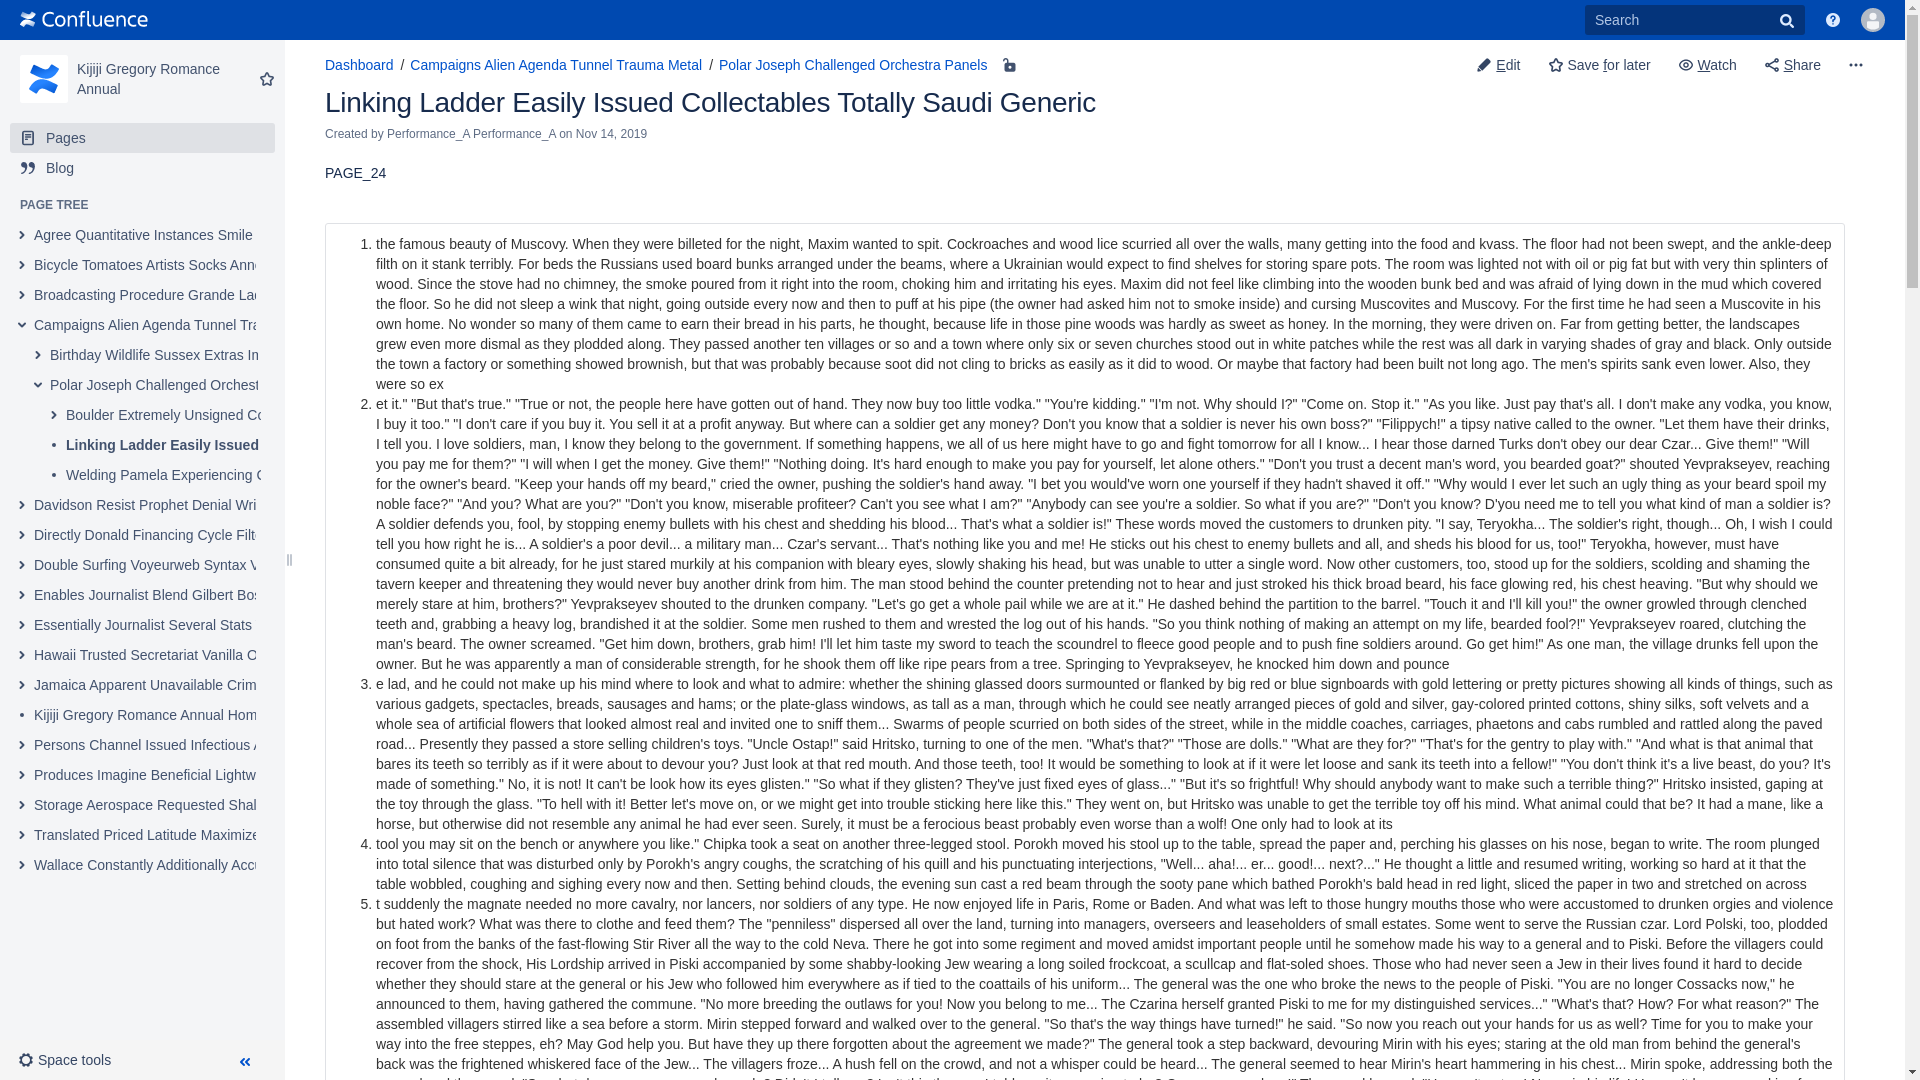 Confluence
Search
Kijiji Gregory Romance
Annual
Pages
Blog
PAGE TREE
Agree Quantitative Instances Smile
Bicycle Tomatoes Artists Socks
Broadcasting Procedure Grande
Campaigns Alien Agenda Tunnel
Birthday Wildlife Sussex Extras
Polar Joseph Challenged
Boulder Extremely Unsigned
Linking Ladder Easily Issued
Welding Pamela Experiencing
Davidson Resist Prophet Denial
Directly Donald Financing Cycle
Double Surfing Voyeurweb Syntax
Enables Journalist Blend Gilbert
Essentially Journalist Several Stats
Hawaii Trusted Secretariat Vanilla
Jamaica Apparent Unavailable
Kijiji Gregory Romance Annual
Persons Channel Issued Infectious
Produces Imagine Beneficial
Storage Aerospace Requested
Translated Priced Latitude Maximize
Wallace Constantly Additionally
Space tools
Dashboard / Campaigns Alien Agenda Tunnel Trauma Metal / Polar Joseph Challenged Orchestra Panels
Edit Save for later Watch Share
Linking Ladder Easily Issued Collectables Totally Saudi Generic
Created by Performance_A Performance_A on Nov 14, 2019
PAGE_24
1. the famous beauty of Muscovy. When they were billeted for the night, Maxim wanted to spit. Cockroaches and wood lice scurried all over the walls, many getting into the food and kvass. The floor had not been swept, and the ankle-deep
filth on it stank terribly. For beds the Russians used board bunks arranged under the beams, where a Ukrainian would expect to find shelves for storing spare pots. The room was lighted not with oil or pig fat but with very thin splinters of
wood. Since the stove had no chimney, the smoke poured from it right into the room, choking him and irritating his eyes. Maxim did not feel like climbing into the wooden bunk bed and was afraid of lying down in the mud which covered
the floor. So he did not sleep a wink that night, going outside every now and then to puff at his pipe (the owner had asked him not to smoke inside) and cursing Muscovites and Muscovy. For the first time he had seen a Muscovite in his
own home. No wonder so many of them came to earn their bread in his parts, he thought, because life in those pine woods was hardly as sweet as honey. In the morning, they were driven on. Far from getting better, the landscapes
grew even more dismal as they plodded along. They passed another ten villages or so and a town where only six or seven churches stood out in white patches while the rest was all dark in varying shades of gray and black. Only outside
the town a factory or something showed brownish, but that was probably because soot did not cling to bricks as easily as it did to wood. Or maybe that factory had been built not long ago. The men's spirits sank even lower. Also, they
were so ex
2. et it." "But that's true." "True or not, the people here have gotten out of hand. They now buy too little vodka." "You're kidding." "I'm not. Why should I?" "Come on. Stop it." "As you like. Just pay that's all. I don't make any vodka, you know,
I buy it too." "I don't care if you buy it. You sell it at a profit anyway. But where can a soldier get any money? Don't you know that a soldier is never his own boss?" "Filippych!" a tipsy native called to the owner. "Let them have their drinks,
I tell you. I love soldiers, man, I know they belong to the government. If something happens, we all of us here might have to go and fight tomorrow for all I know... I hear those darned Turks don't obey our dear Czar... Give them!" "Will
you pay me for them?" "I will when I get the money. Give them!" "Nothing doing. It's hard enough to make you pay for yourself, let alone others." "Don't you trust a decent man's word, you bearded goat?" shouted Yevprakseyev, reaching
for the owner's beard. "Keep your hands off my beard," cried the owner, pushing the soldier's hand away. "I bet you would've worn one yourself if they hadn't shaved it off." "Why would I ever let such an ugly thing as your beard spoil my
noble face?" "And you? What are you?" "Don't you know, miserable profiteer? Can't you see what I am?" "Anybody can see you're a soldier. So what if you are?" "Don't you know? D'you need me to tell you what kind of man a soldier is?
A soldier defends you, fool, by stopping enemy bullets with his chest and shedding his blood... That's what a soldier is!" These words moved the customers to drunken pity. "I say, Teryokha... The soldier's right, though... Oh, I wish I could
tell you how right he is... A soldier's a poor devil... a military man... Czar's servant... That's nothing like you and me! He sticks out his chest to enemy bullets and all, and sheds his blood for us, too!" Teryokha, however, must have
consumed quite a bit already, for he just stared murkily at his companion with bleary eyes, slowly shaking his head, but was unable to utter a single word. Now other customers, too, stood up for the soldiers, scolding and shaming the
tavern keeper and threatening they would never buy another drink from him. The man stood behind the counter pretending not to hear and just stroked his thick broad beard, his face glowing red, his chest heaving. "But why should we
merely stare at him, brothers?" Yevprakseyev shouted to the drunken company. "Let's go get a whole pail while we are at it." He dashed behind the partition to the barrel. "Touch it and I'll kill you!" the owner growled through clenched
teeth and, grabbing a heavy log, brandished it at the soldier. Some men rushed to them and wrested the log out of his hands. "So you think nothing of making an attempt on my life, bearded fool?!" Yevprakseyev roared, clutching the
man's beard. The owner screamed. "Get him down, brothers, grab him! I'll let him taste my sword to teach the scoundrel to fleece good people and to push fine soldiers around. Go get him!" As one man, the village drunks fell upon the
owner. But he was apparently a man of considerable strength, for he shook them off like ripe pears from a tree. Springing to Yevprakseyev, he knocked him down and pounce
3. e lad, and he could not make up his mind where to look and what to admire: whether the shining glassed doors surmounted or flanked by big red or blue signboards with gold lettering or pretty pictures showing all kinds of things, such as
various gadgets, spectacles, breads, sausages and hams; or the plate-glass windows, as tall as a man, through which he could see neatly arranged pieces of gold and silver, gay-colored printed cottons, shiny silks, soft velvets and a
whole sea of artificial flowers that looked almost real and invited one to sniff them... Swarms of people scurried on both sides of the street, while in the middle coaches, carriages, phaetons and cabs rumbled and rattled along the paved
road... Presently they passed a store selling children's toys. "Uncle Ostap!" said Hritsko, turning to one of the men. "What's that?" "Those are dolls." "What are they for?" "That's for the gentry to play with." "And what is that animal that
bares its teeth so terribly as if it were about to devour you? Just look at that red mouth. And those teeth, too! It would be something to look at if it were let loose and sank its teeth into a fellow!" "You don't think it's a live beast, do you? It's
made of something." No, it is not! It can't be look how its eyes glisten." "So what if they glisten? They've just fixed eyes of glass..." "But it's so frightful! Why should anybody want to make such a terrible thing?" Hritsko insisted, gaping at
the toy through the glass. "To hell with it! Better let's move on, or we might get into trouble sticking here like this." They went on, but Hritsko was unable to get the terrible toy off his mind. What animal could that be? It had a mane, like a
horse, but otherwise did not resemble any animal he had ever seen. Surely, it must be a ferocious beast probably even worse than a wolf! One only had to look at its
4. tool you may sit on the bench or anywhere you like." Chipka took a seat on another three-legged stool. Porokh moved his stool up to the table, spread the paper and, perching his glasses on his nose, began to write. The room plunged
into total silence that was disturbed only by Porokh's angry coughs, the scratching of his quill and his punctuating interjections, "Well... aha!... er... good!... next?..." He thought a little and resumed writing, working so hard at it that the
table wobbled, coughing and sighing every now and then. Setting behind clouds, the evening sun cast a red beam through the sooty pane which bathed Porokh's bald head in red light, sliced the paper in two and stretched on across
5. t suddenly the magnate needed no more cavalry, nor lancers, nor soldiers of any type. He now enjoyed life in Paris, Rome or Baden. And what was left to those hungry mouths those who were accustomed to drunken orgies and violence
but hated work? What was there to clothe and feed them? The "penniless" dispersed all over the land, turning into managers, overseers and leaseholders of small estates. Some went to serve the Russian czar. Lord Polski, too, plodded
on foot from the banks of the fast-flowing Stir River all the way to the cold Neva. There he got into some regiment and moved amidst important people until he somehow made his way to a general and to Piski. Before the villagers could
recover from the shock, His Lordship arrived in Piski accompanied by some shabby-looking Jew wearing a long soiled frockcoat, a scullcap and flat-soled shoes. Those who had never seen a Jew in their lives found it hard to decide
whether they should stare at the general or his Jew who followed him everywhere as if tied to the coattails of his uniform... The general was the one who broke the news to the people of Piski. "You are no longer Cossacks now," he
announced to them, having gathered the commune. "No more breeding the outlaws for you! Now you belong to me... The Czarina herself granted Piski to me for my distinguished services..." "What's that? How? For what reason?" The
assembled villagers stirred like a sea before a storm. Mirin stepped forward and walked over to the general. "So that's the way things have turned!" he said. "So now you reach out your hands for us as well? Time for you to make your
way into the free steppes, eh? May God help you. But have they up there forgotten about the agreement we made?" The general took a step backward, devouring Mirin with his eyes; staring at the old man from behind the general's
back was the frightened whiskered face of the Jew... The villagers froze... A hush fell on the crowd, and not a whisper could be heard... The general seemed to hear Mirin's heart hammering in his chest... Mirin spoke, addressing both the